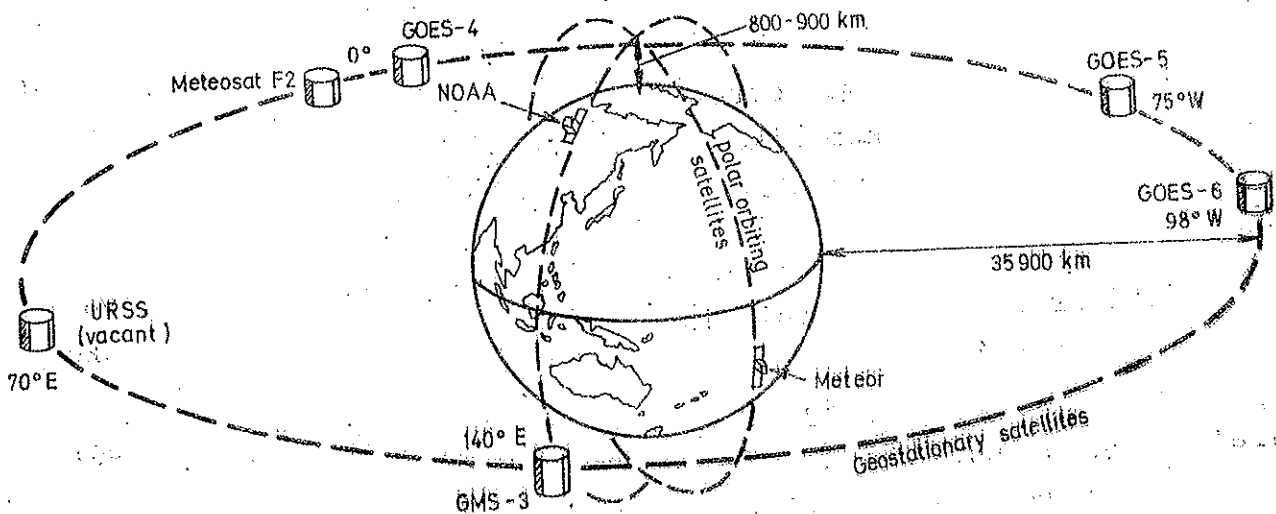 GOES-4
800-900 km
0°
Meteosat F2
NOAA
GOES-5
75°W
polar orbiting
satellites
GOES-6
98° W
35 900 km
URSS
(vacant)
70°E
Meteor
140° E
GMS-3
Geostationary satellites